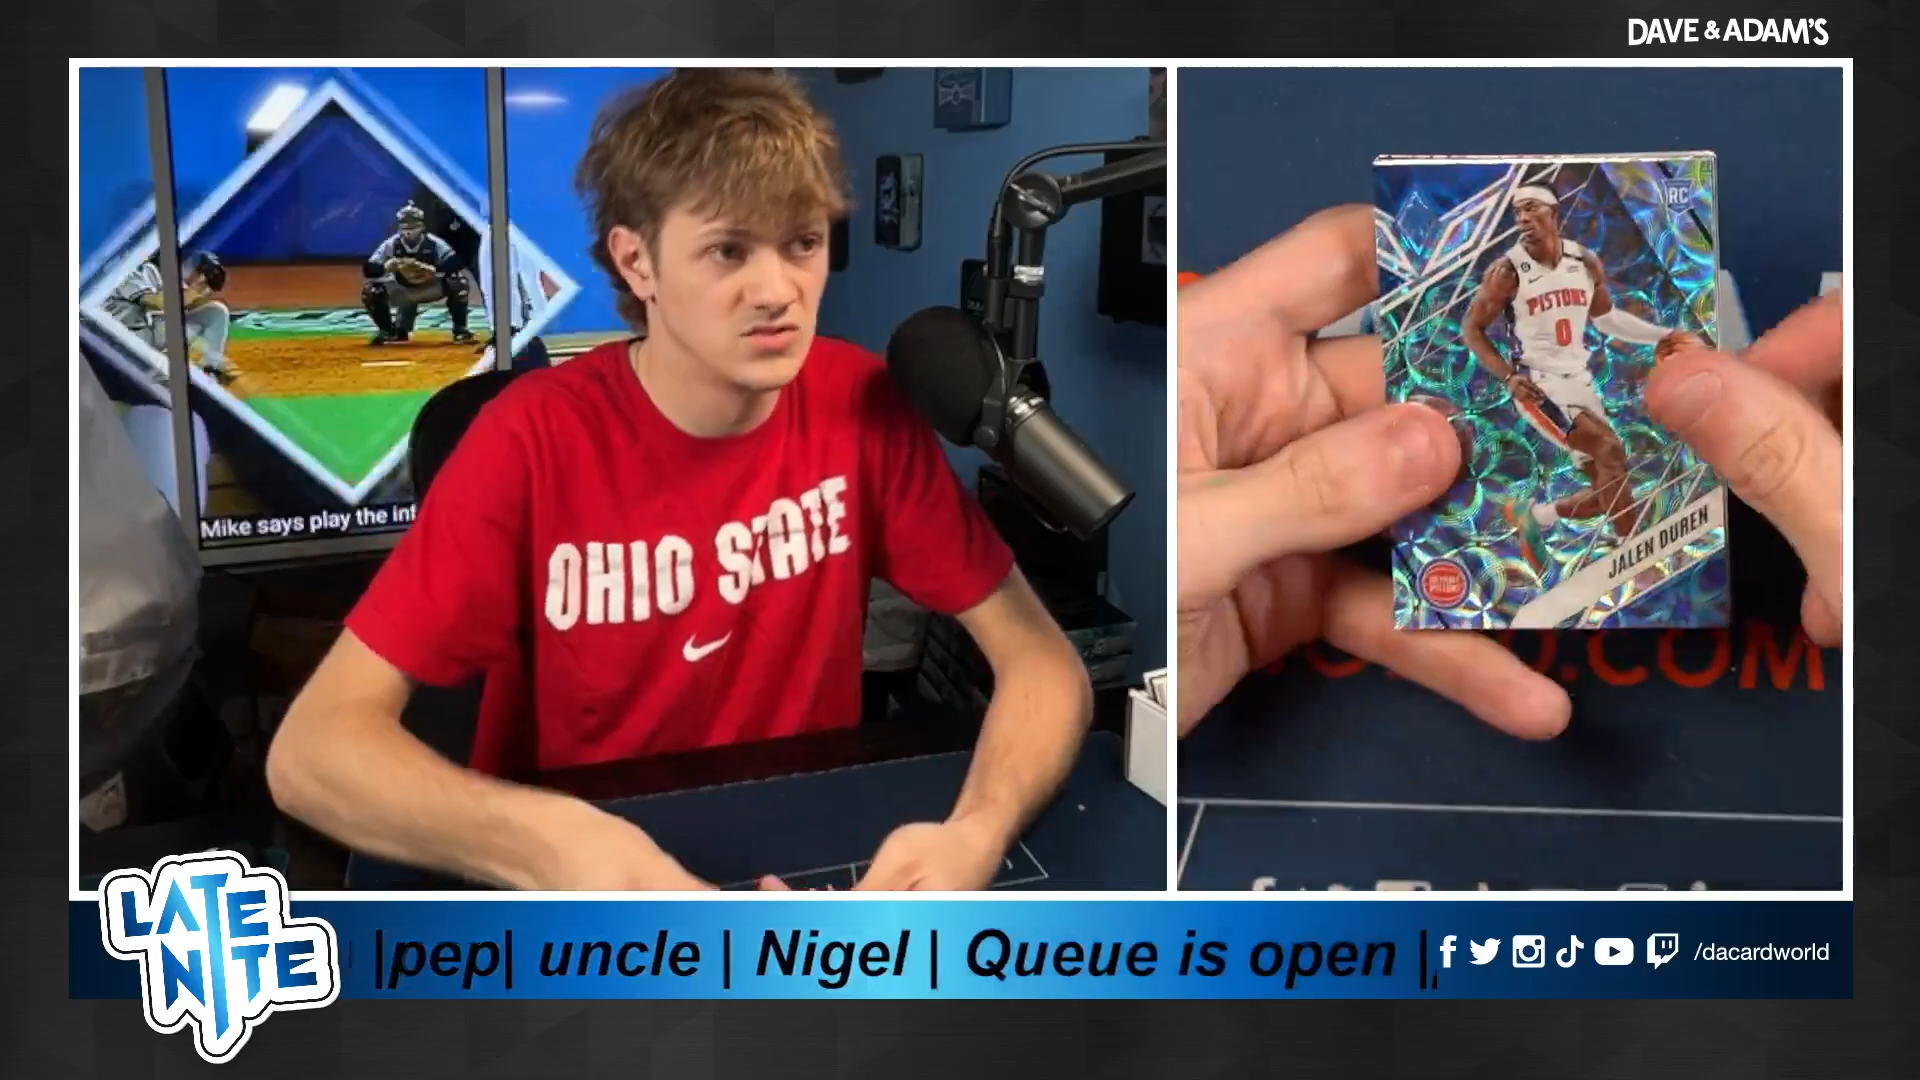 DAVE & ADAM'S
Mike says play the inf
OHIO STATE
RC
PISTONS
0
JALEN DUREN
.COM
LATE
NITE
|pep| uncle | Nigel | Queue is open |
/dacardworld